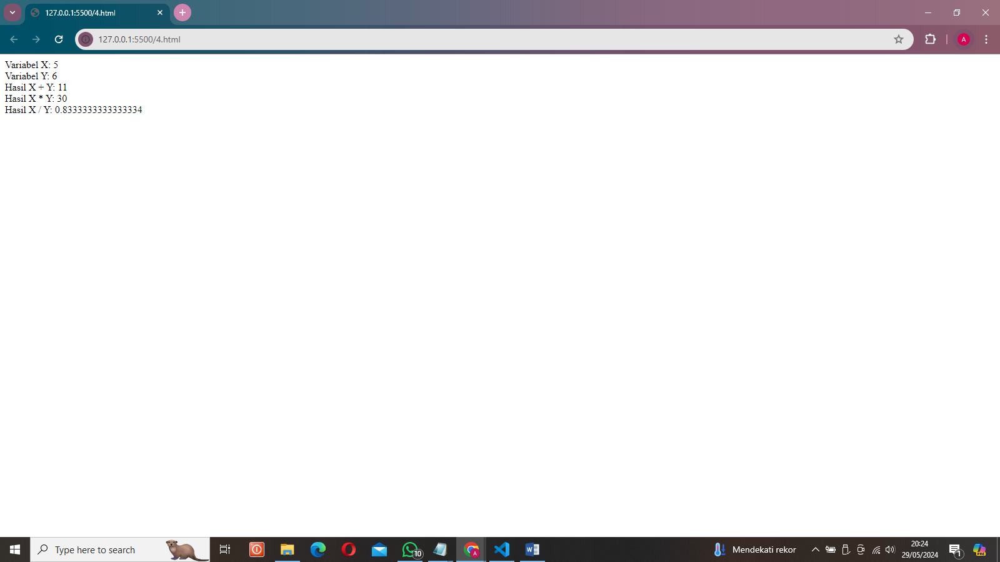 127.0.0.1:5500/4.html
127.0.0.1:5500/4.html
A
Variabel X: 5
Variabel Y: 6
Hasil X + Y: 11
Hasil X * Y: 30
Hasil X / Y: 0.8333333333333334
Type here to search
10
A
W
Mendekati rekor
20:24
29/05/2024
1
PRE